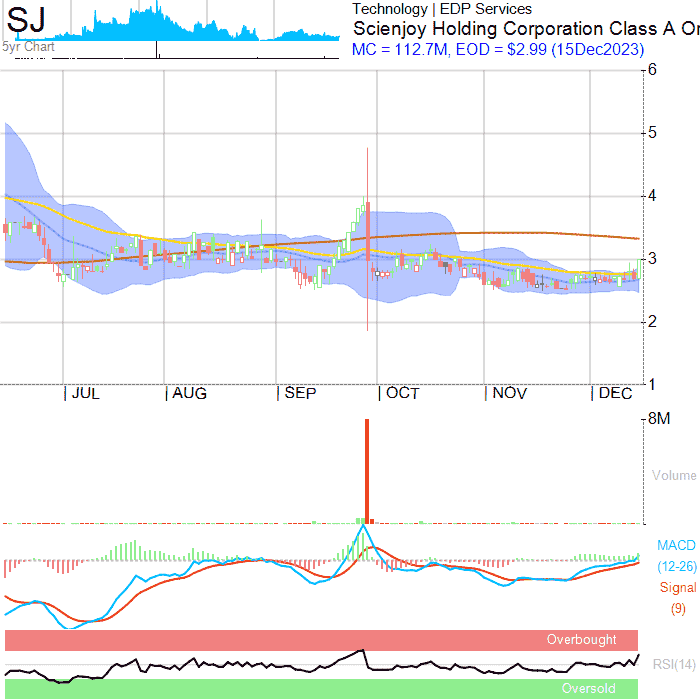 SJ
5yr Chart
Technology | EDP Services
Scienjoy Holding Corporation Class A Or
MC = 112.7M, EOD = $2.99 (15Dec2023)
6
5
4
3
2
1
JUL AUG SEP OCT NOV DEC
8M
Volume
MACD
(12-26)
Signal
(9)
Overbought
RSI(14)
Oversold